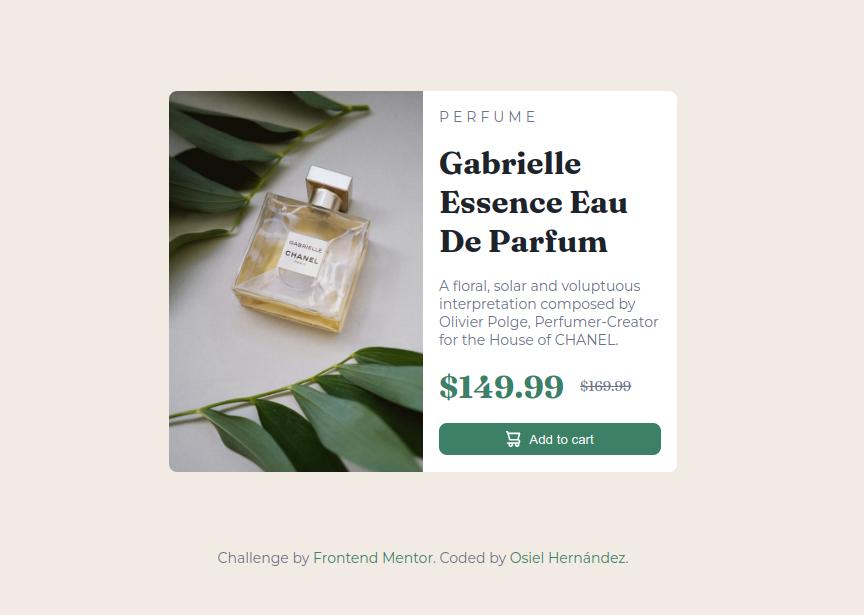 PERFUME
Gabrielle
Essence Eau
De Parfum
A floral, solar and voluptuous
interpretation composed by
Olivier Polge, Perfumer-Creator
for the House of CHANEL.
$149.99 $169.99
Add to cart
GABRIELLE
CHANEL
PARIS
Challenge by Frontend Mentor. Coded by Osiel Hernández.